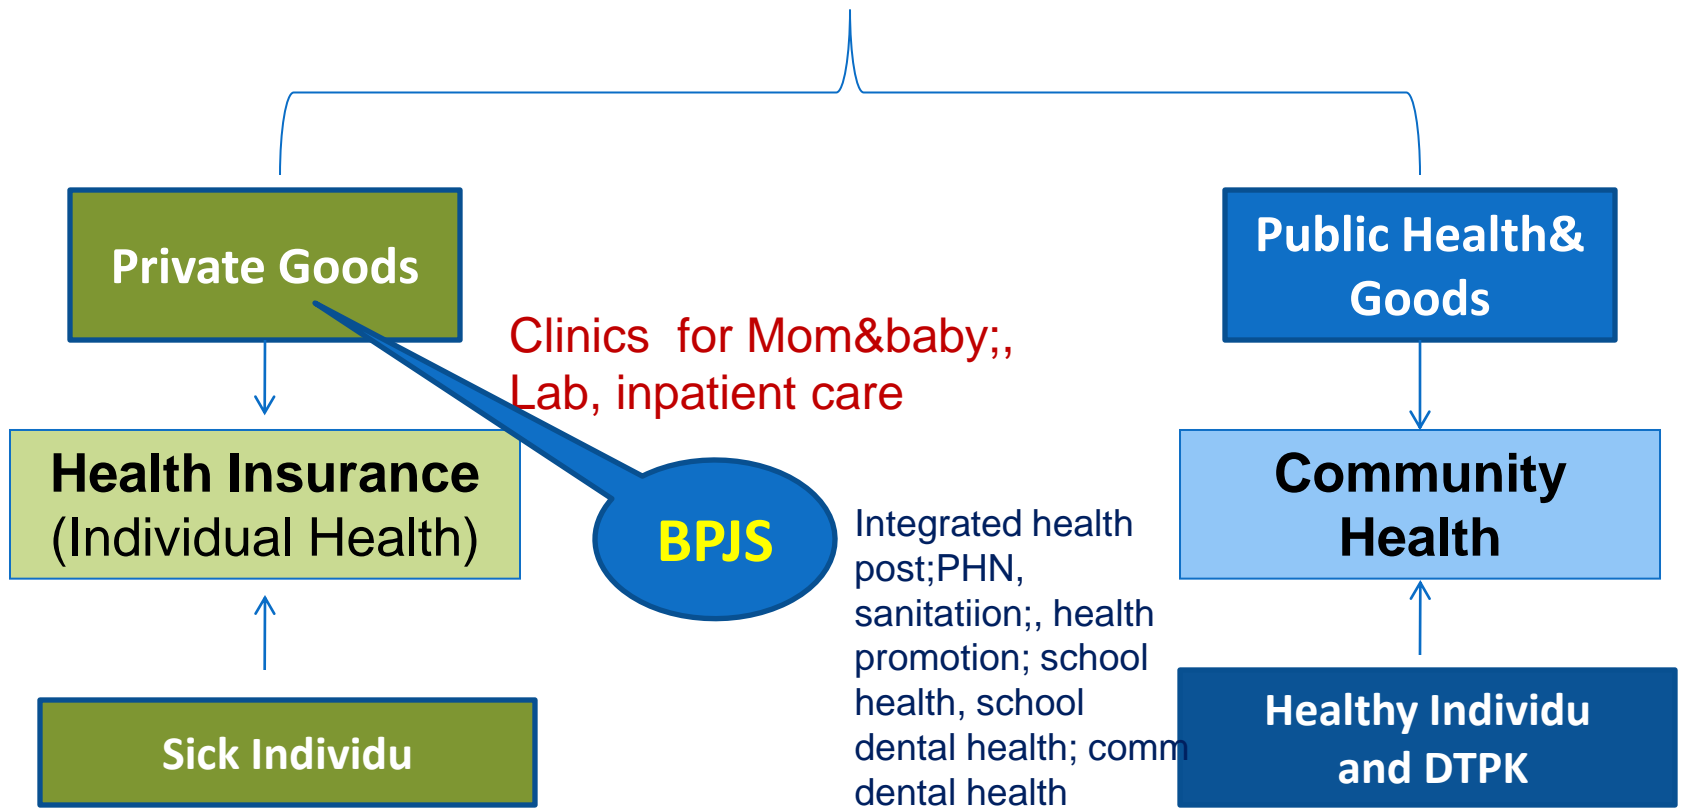 Private Goods
Public Health&
Goods
Clinics  for Mom&baby;,
Lab, inpatient care
Health Insurance
(Individual Health)
BPJS
Integrated health
post;PHN,
sanitatiion;, health
promotion; school
health, school
dental health; comm
dental health
Community
Health
Sick Individu
Healthy Individu
and DTPK